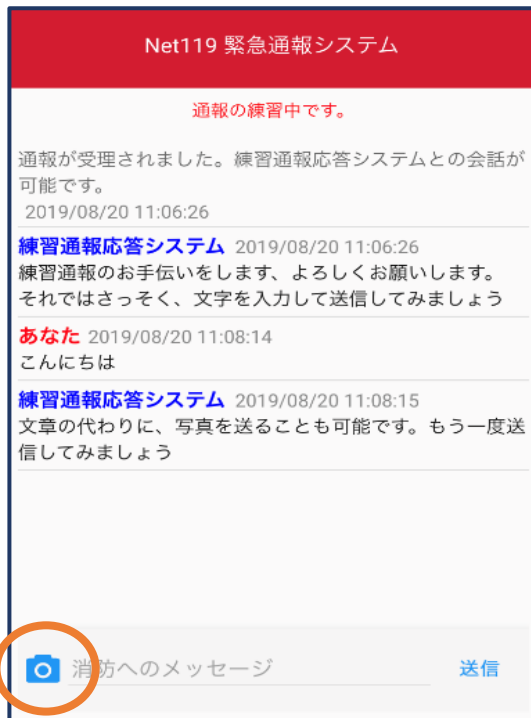 Net119 緊急通報システム
通報の練習中です。
通報が受理されました。練習通報応答システムとの会話が
可能です。
2019/08/20 11:06:26
練習通報応答システム 2019/08/20 11:06:26
練習通報のお手伝いをします、よろしくお願いします。
それではさっそく、文字を入力して送信してみましょう
あなた 2019/08/20 11:08:14
こんにちは
練習通報応答システム 2019/08/20 11:08:15
文章の代わりに、写真を送ることも可能です。もう一度送
信してみましょう
消防へのメッセージ 送信